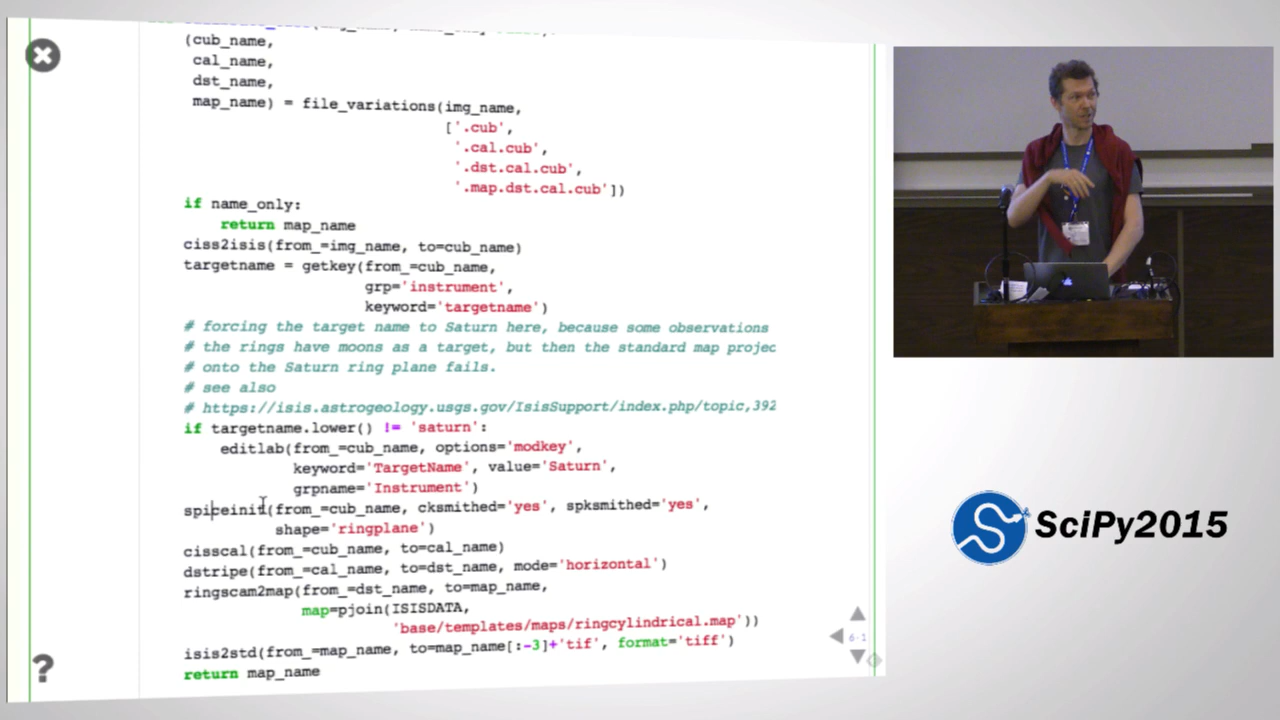 (cub_name,
cal_name,
dst_name,
map_name) = file_variations(img_name,
['.cub',
'.cal.cub',
'.dst.cal.cub',
'.map.dst.cal.cub'])
if name_only:
return map_name
ciss2isis(from_=img_name, to=cub_name)
targetname = getkey(from_=cub_name,
grp='instrument',
keyword='targetname')
# forcing the target name to Saturn here, because some observations
# the rings have moons as a target, but then the standard map projec
# onto the Saturn ring plane fails.
# see also
# https://isis.astrogeology.usgs.gov/IsisSupport/index.php/topic,392
if targetname.lower() != 'saturn':
editlab(from_=cub_name, options='modkey',
keyword='TargetName', value='Saturn',
grpname='Instrument')
spiceinit(from_=cub_name, cksmithed='yes', spksmithed='yes',
shape='ringplane')
cisscal(from_=cub_name, to=cal_name)
dstripe(from_=cal_name, to=dst_name, mode='horizontal')
ringscam2map(from_=dst_name, to=map_name,
map=pjoin(ISISDATA,
'base/templates/maps/ringcylindrical.map'))
isis2std(from_=map_name, to=map_name[:-3]+'tif', format='tiff')
return map_name
?
6-1
SciPy2015